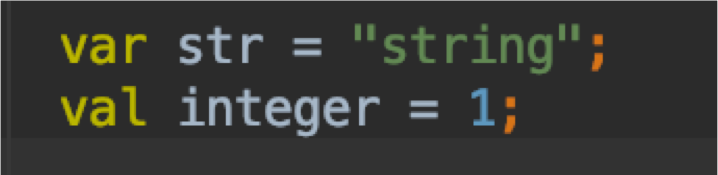 var str = "string";
val integer = 1;